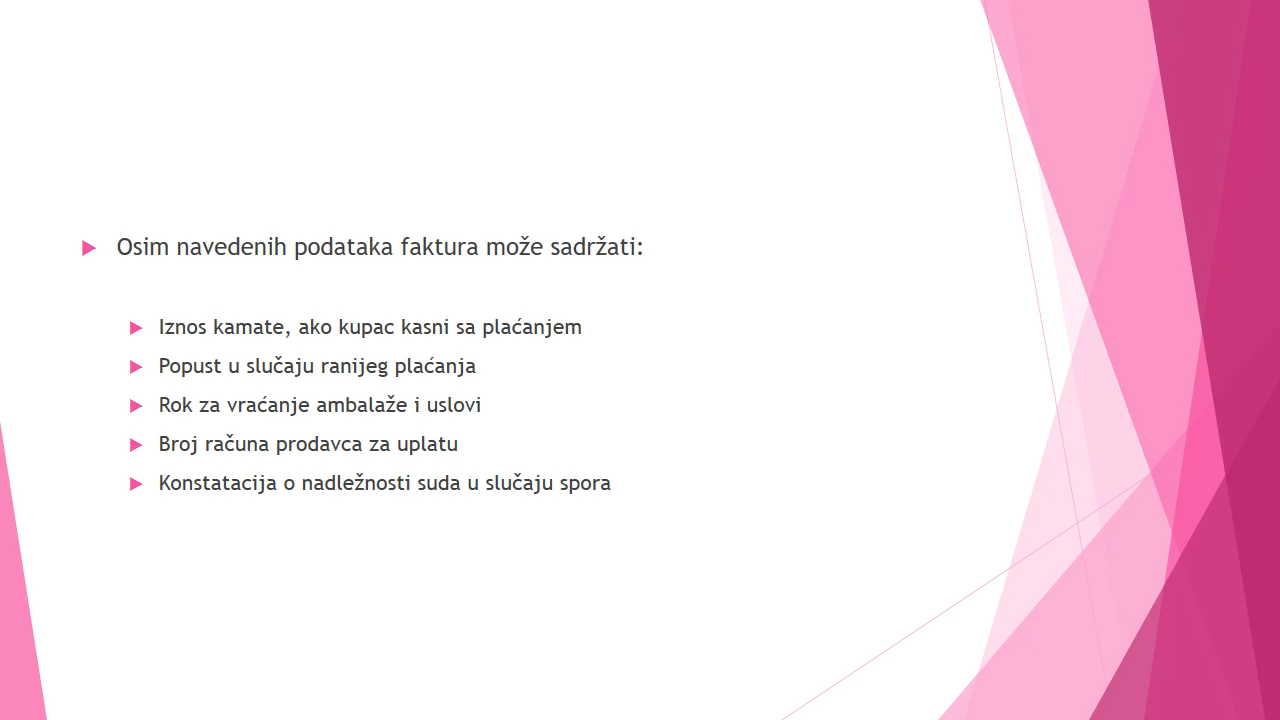 Osim navedenih podataka faktura može sadržati:
Iznos kamate, ako kupac kasni sa plaćanjem
Popust u slučaju ranijeg plaćanja
Rok za vraćanje ambalaže i uslovi
Broj računa prodavca za uplatu
Konstatacija o nadležnosti suda u slučaju spora